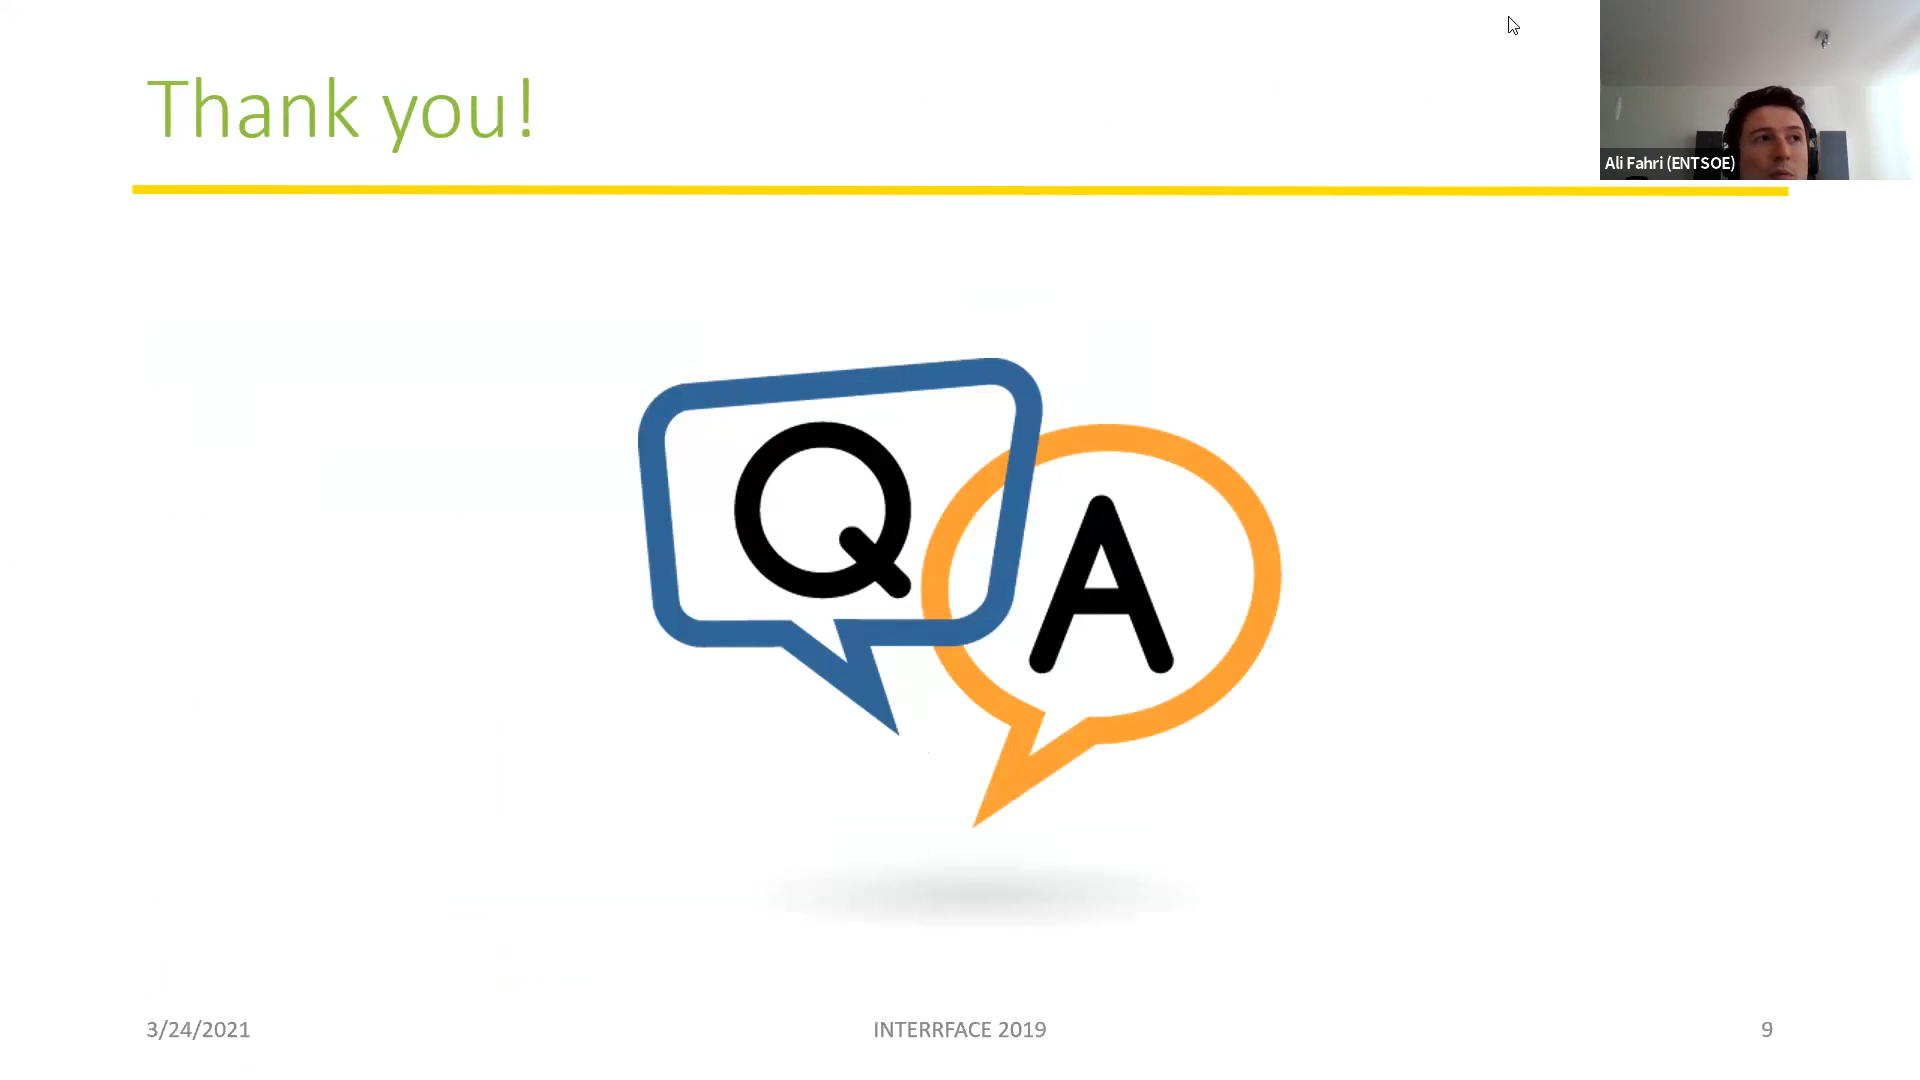 Thank you!
Ali Fahri (ENTSOE)
Q
A
3/24/2021
INTERRFACE 2019
9